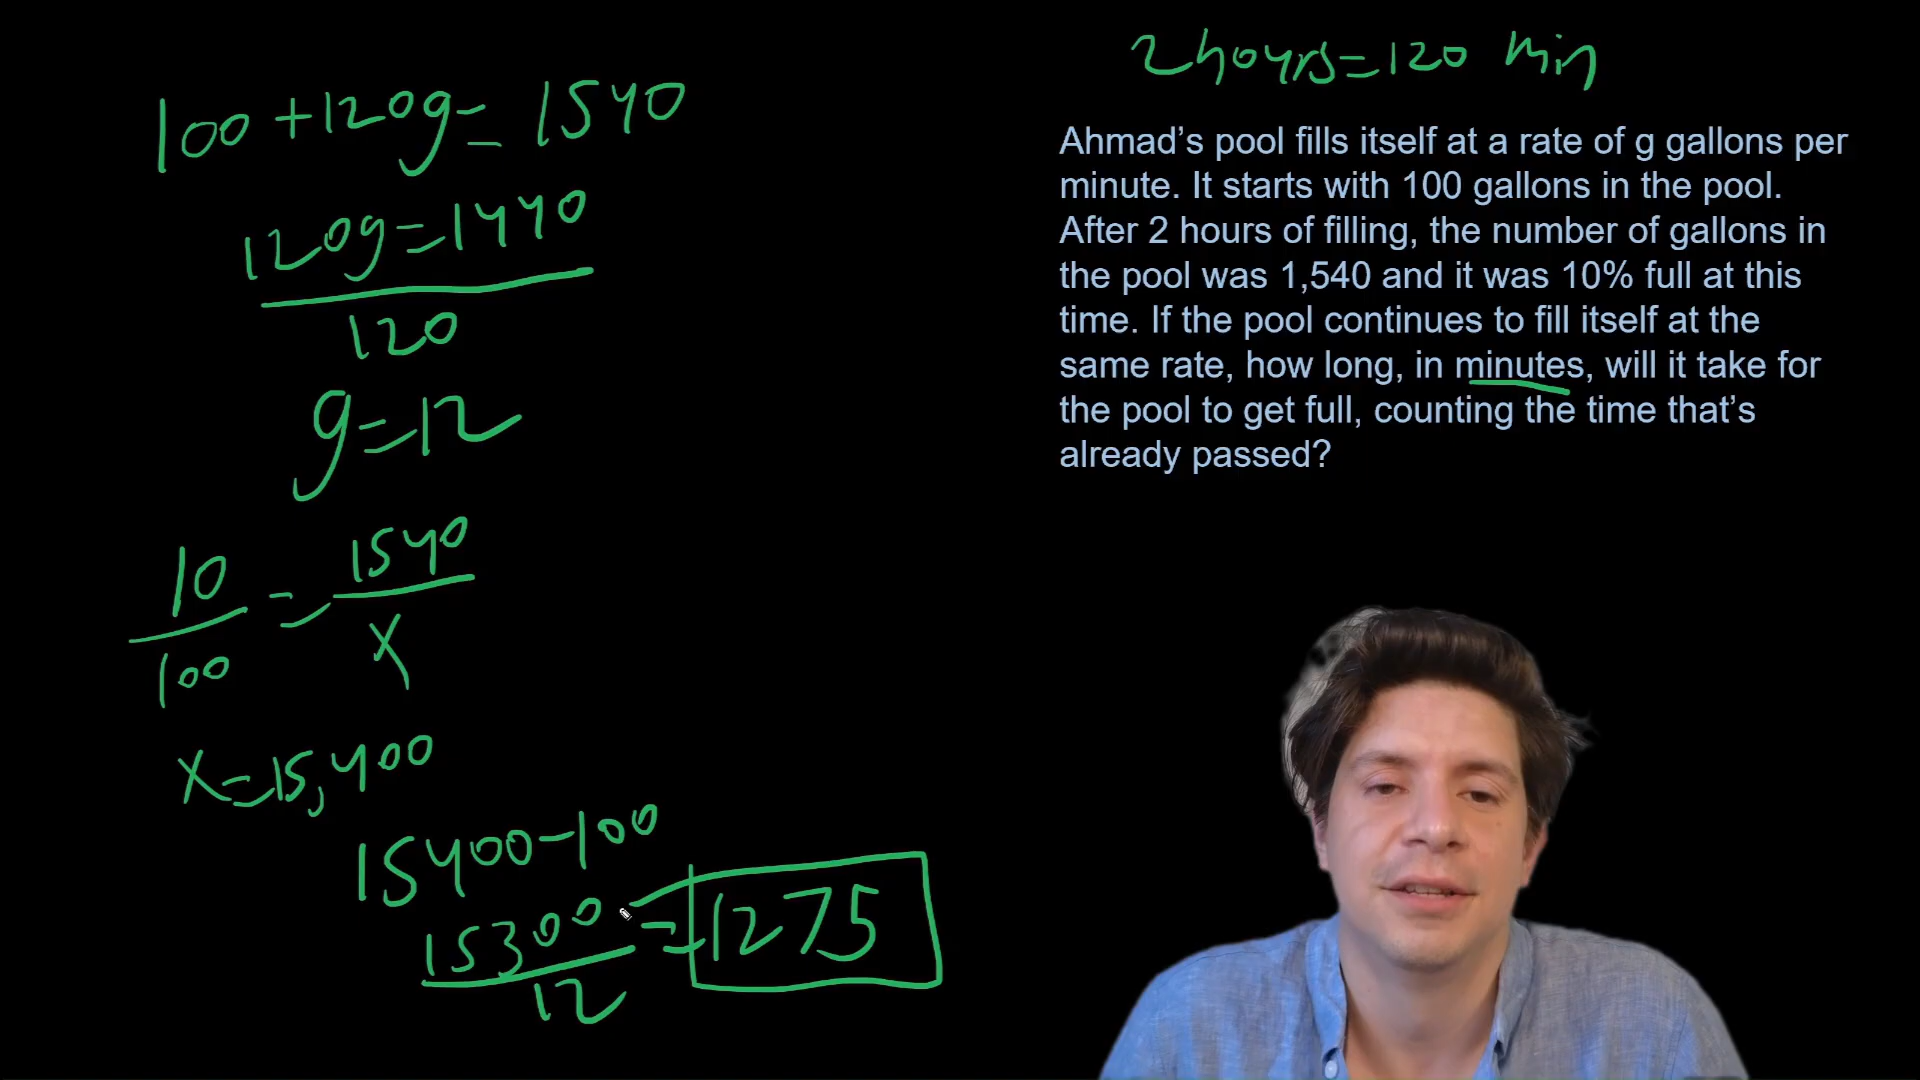 100 + 120g = 1540
120g = 1440
120
g = 12
10 = 1540
100 x
x = 15,400
15400 - 100
15300 = 1275
12
2 hours = 120 min
Ahmad’s pool fills itself at a rate of g gallons per
minute. It starts with 100 gallons in the pool.
After 2 hours of filling, the number of gallons in
the pool was 1,540 and it was 10% full at this
time. If the pool continues to fill itself at the
same rate, how long, in minutes, will it take for
the pool to get full, counting the time that’s
already passed?